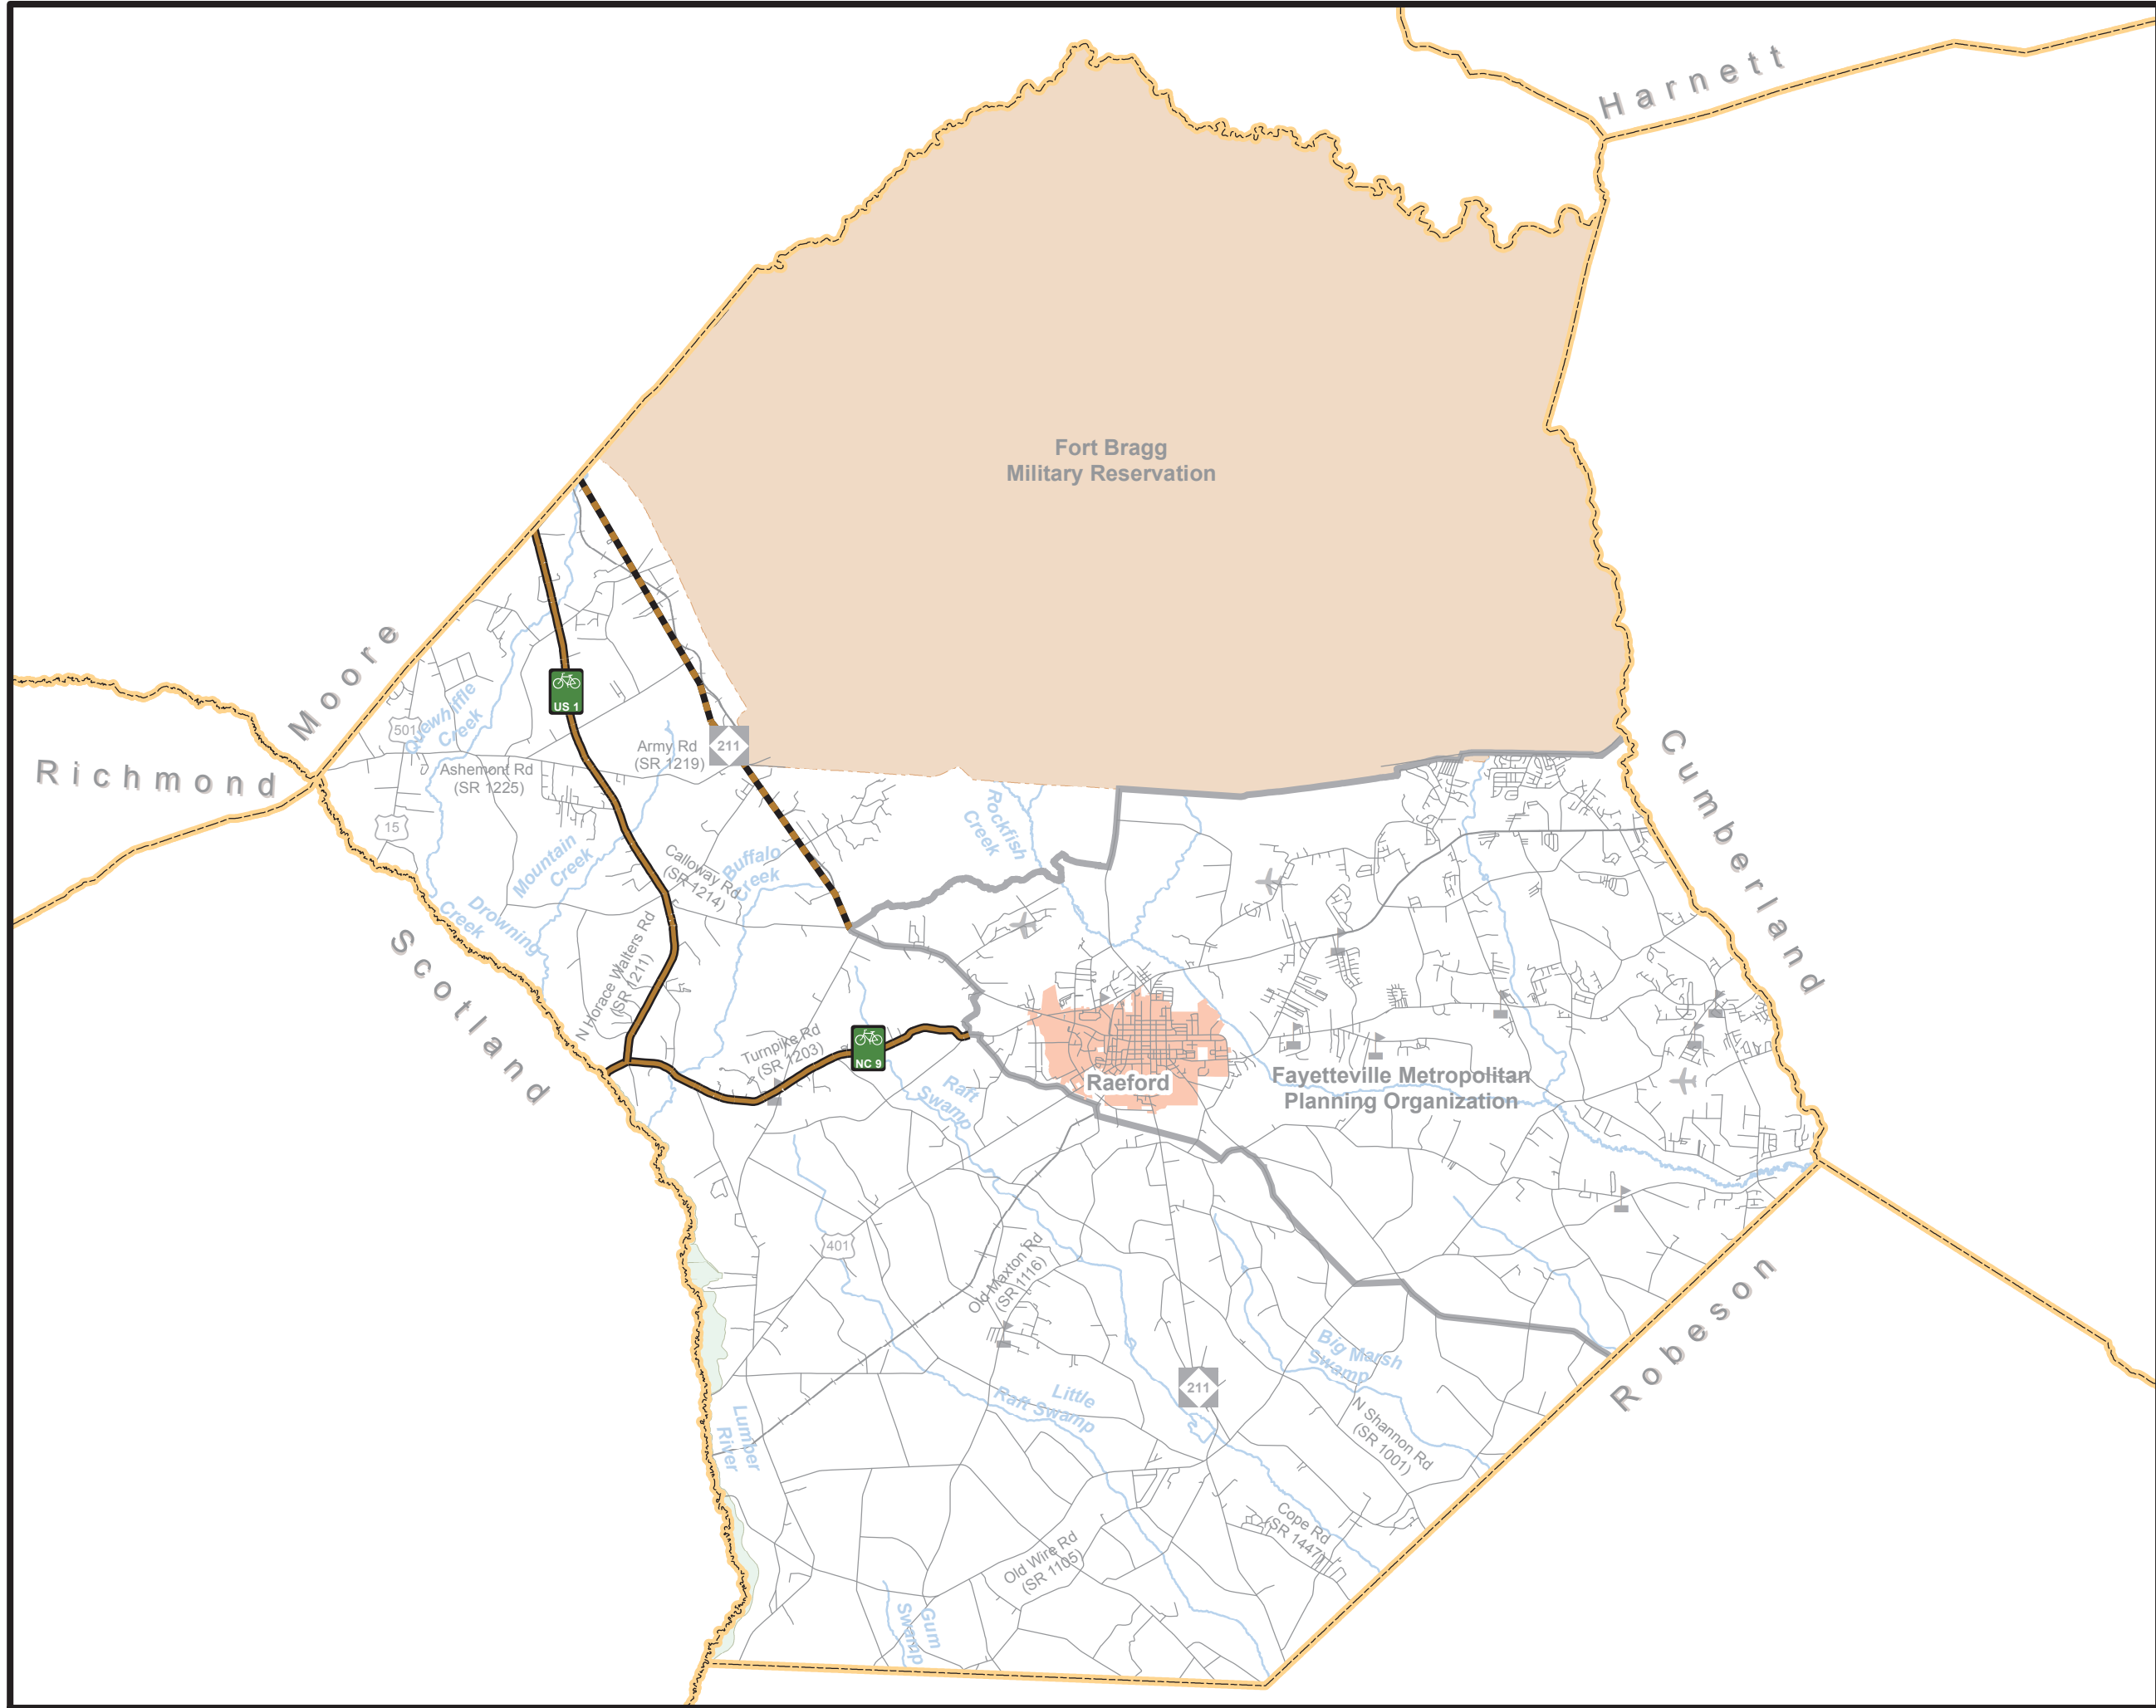 Harnett
Fort Bragg
Military Reservation
Moore
Richmond
Scotland
Cumberland
Robeson
US 1
501
Quewhiffle
Creek
Ashemont Rd
(SR 1225)
15
Army Rd
(SR 1219)
211
Mountain
Creek
Calloway Rd
(SR 1214)
Buffalo
Creek
Rockfish
Creek
Drowning
Creek
N Horace Walters Rd
(SR 1211)
Turnpike Rd
(SR 1203)
NC 9
Raft
Swamp
Raeford
Fayetteville Metropolitan
Planning Organization
401
Old Maxton Rd
(SR 1116)
Big Marsh
Swamp
211
Little
Raft Swamp
N Shannon Rd
(SR 1001)
Lumber
River
Cope Rd
(SR 1447)
Old Wire Rd
(SR 1105)
Gum
Swamp